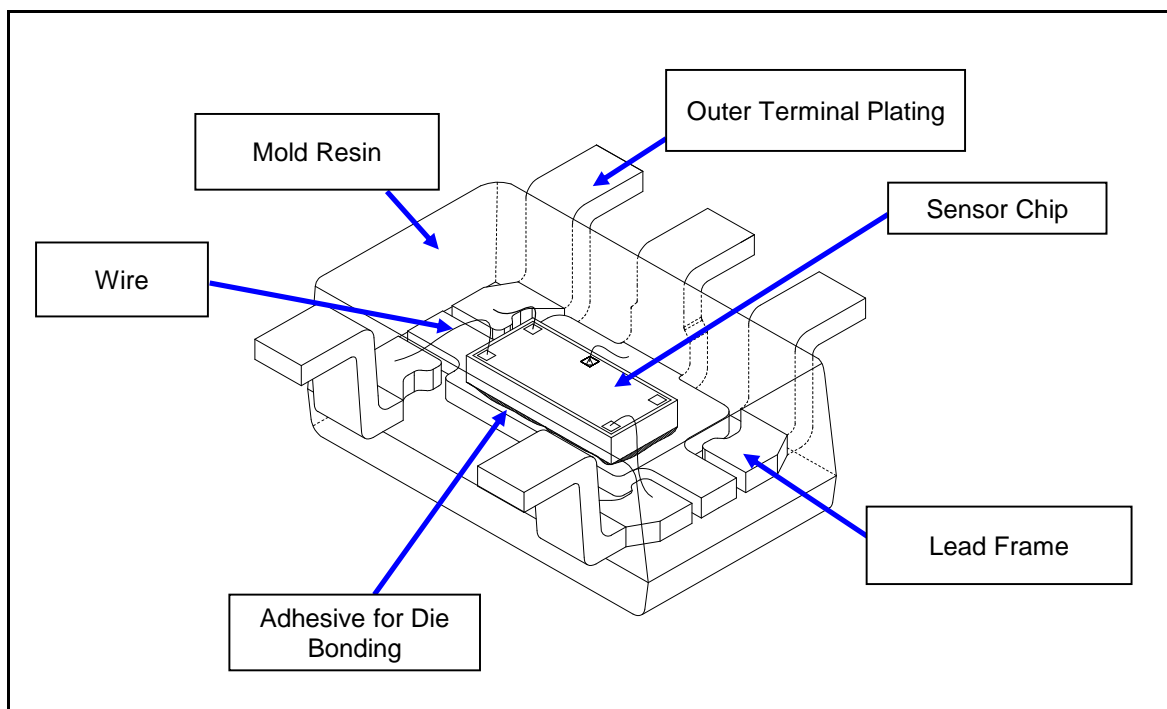 Outer Terminal Plating
Mold Resin
Sensor Chip
Wire
Lead Frame
Adhesive for Die
Bonding